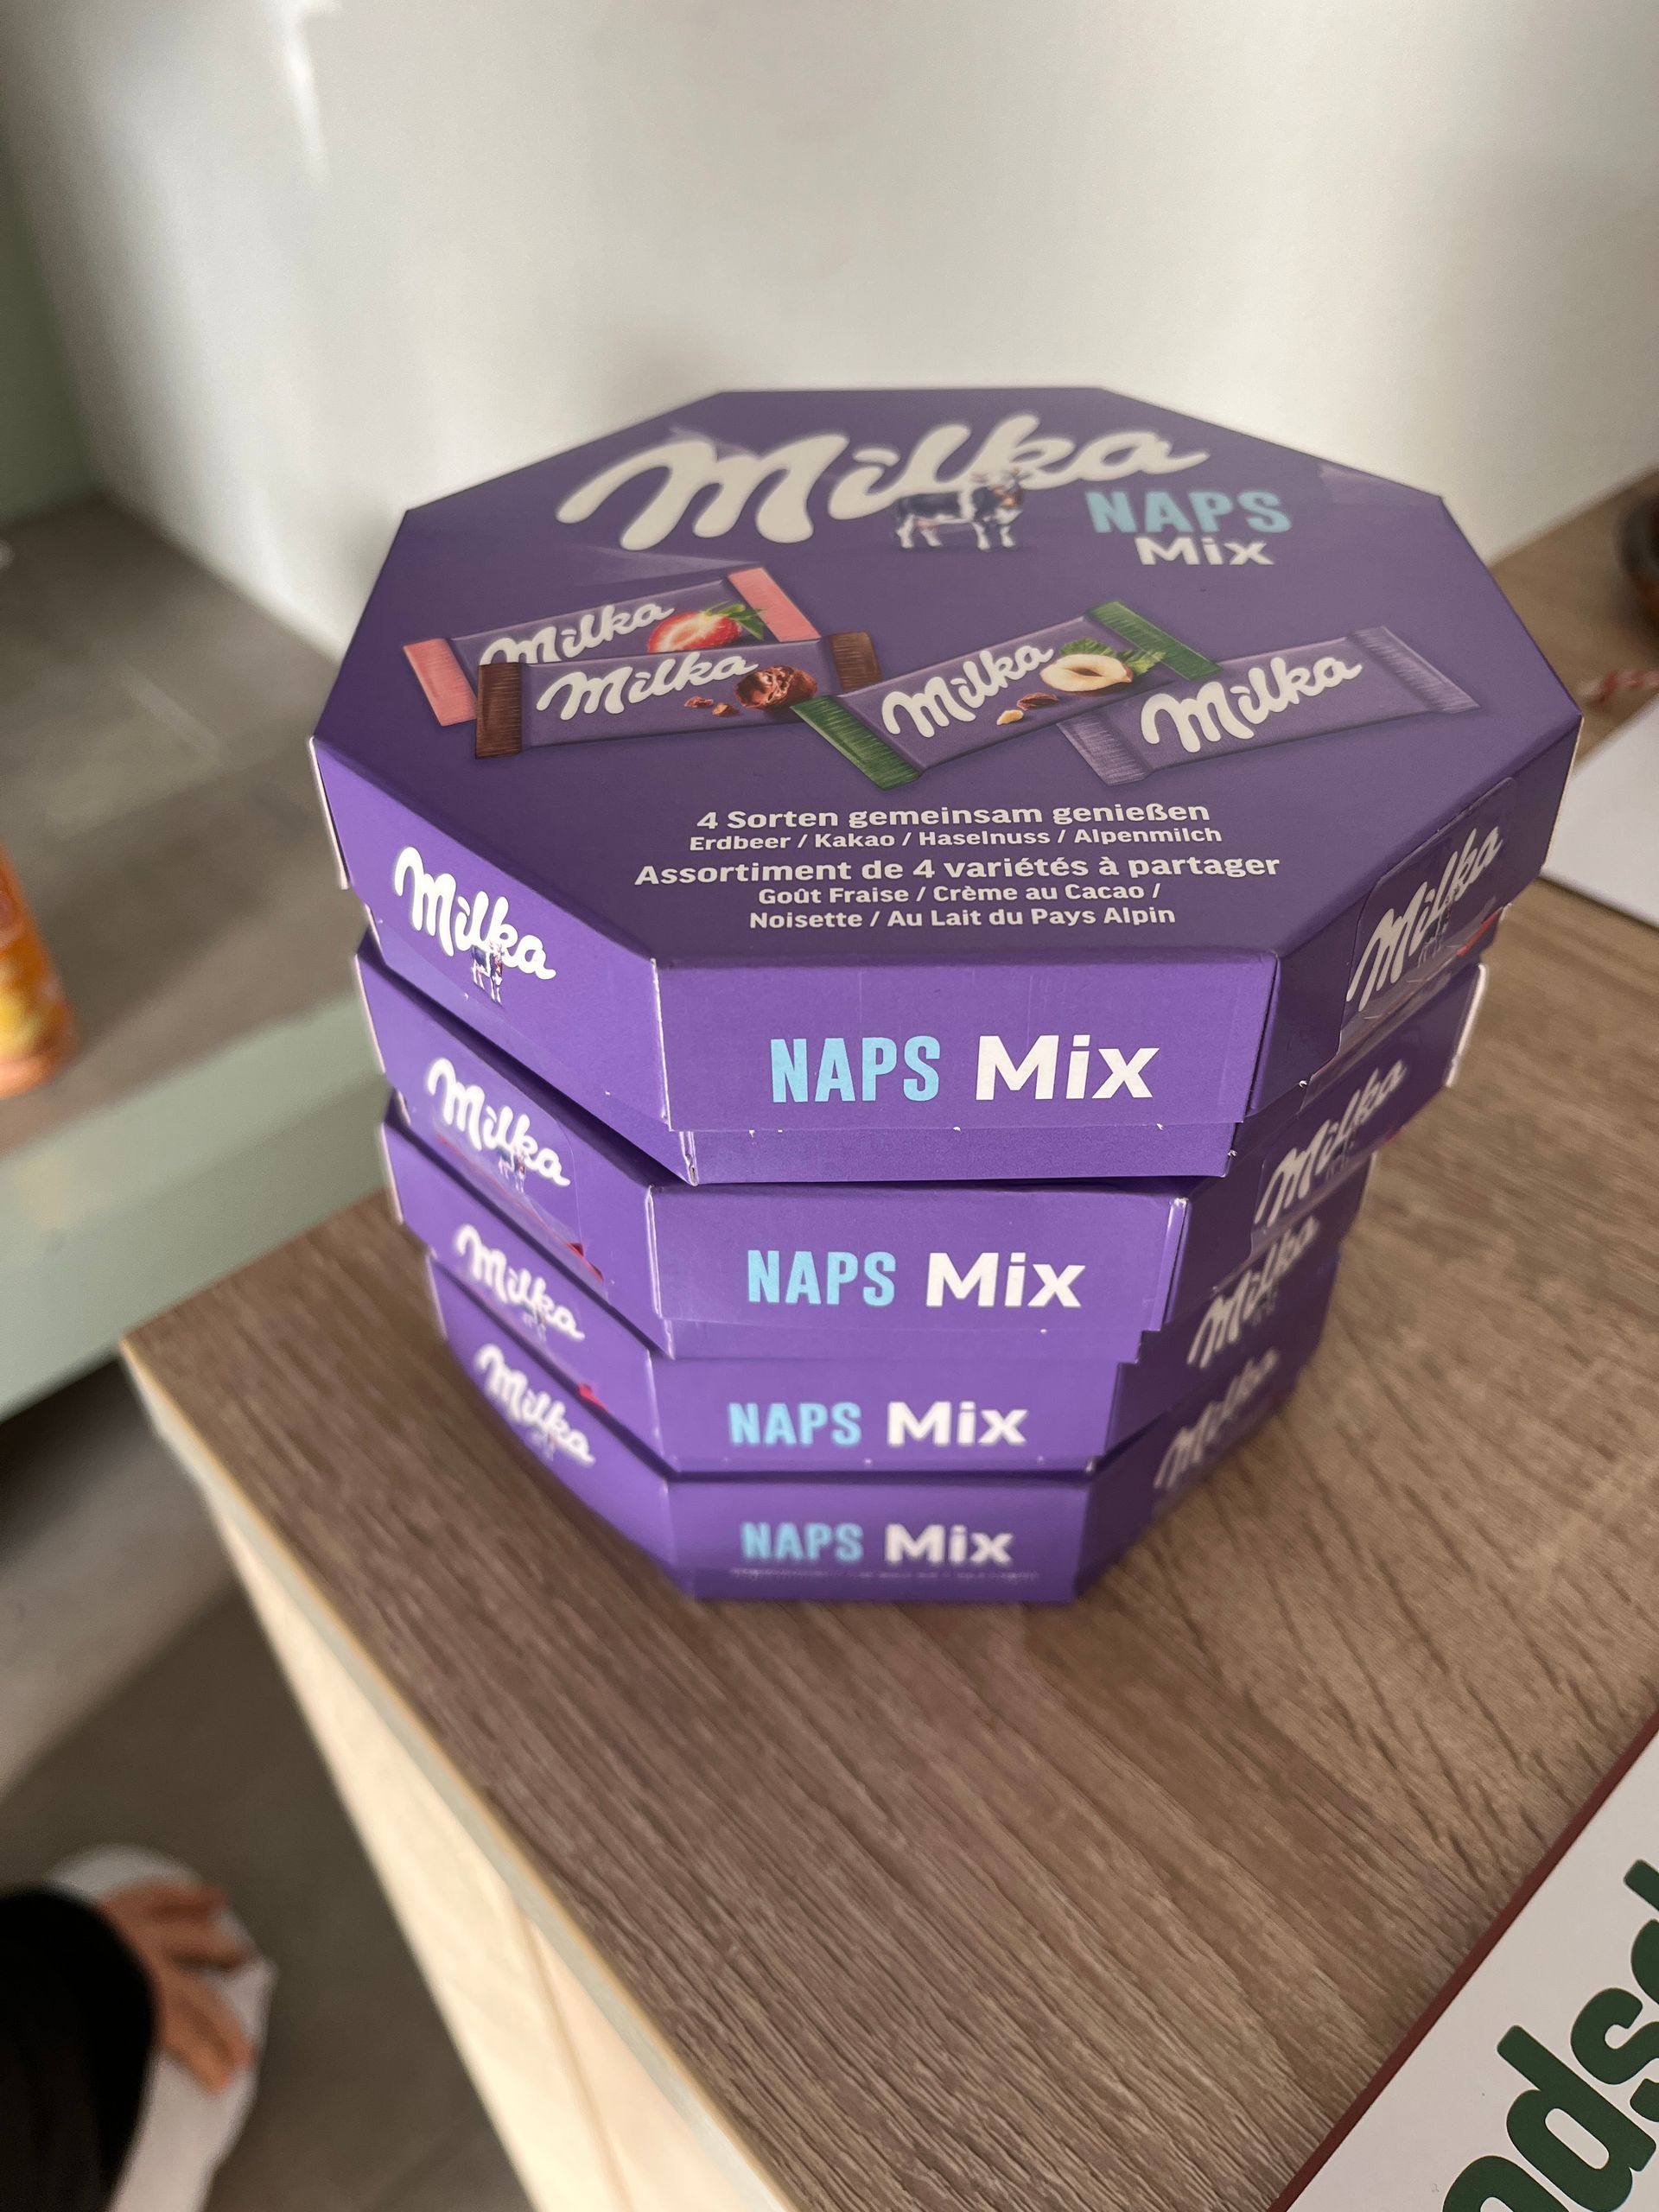 Milka
NAPS
Mix
Milka
Milka
Milka
Milka
4 Sorten gemeinsam genießen
Erdbeer / Kakao / Haselnuss / Alpenmilch
Assortiment de 4 variétés à partager
Goût Fraise / Crème au Cacao /
Noisette / Au Lait du Pays Alpin
Milka
NAPS Mix
Milka
Milka
NAPS Mix
Milka
Milka
NAPS Mix
Milka
Milka
NAPS Mix
Milka